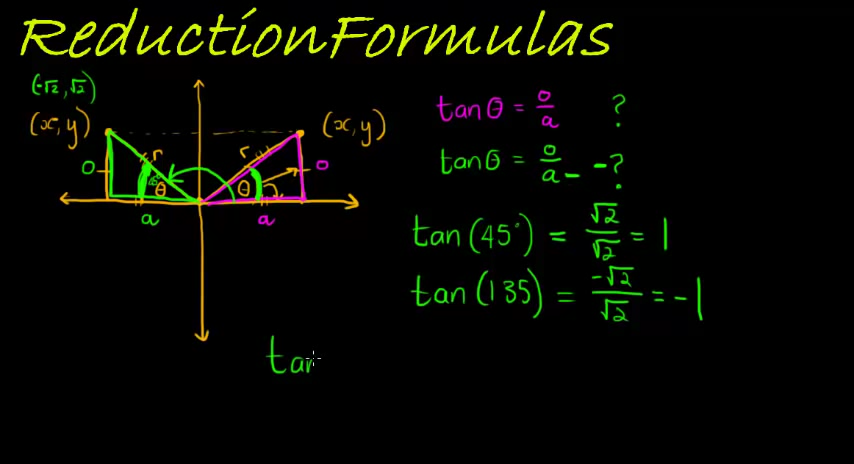 ReductionFormulas
(-√2, √2)
(x, y)
(x, y)
r
r
o
o
θ
θ
a
a
tanθ = o/a ?
tanθ = o/a- -?
tan(45°) = √2/√2 = 1
tan(135) = -√2/√2 = -1
tan